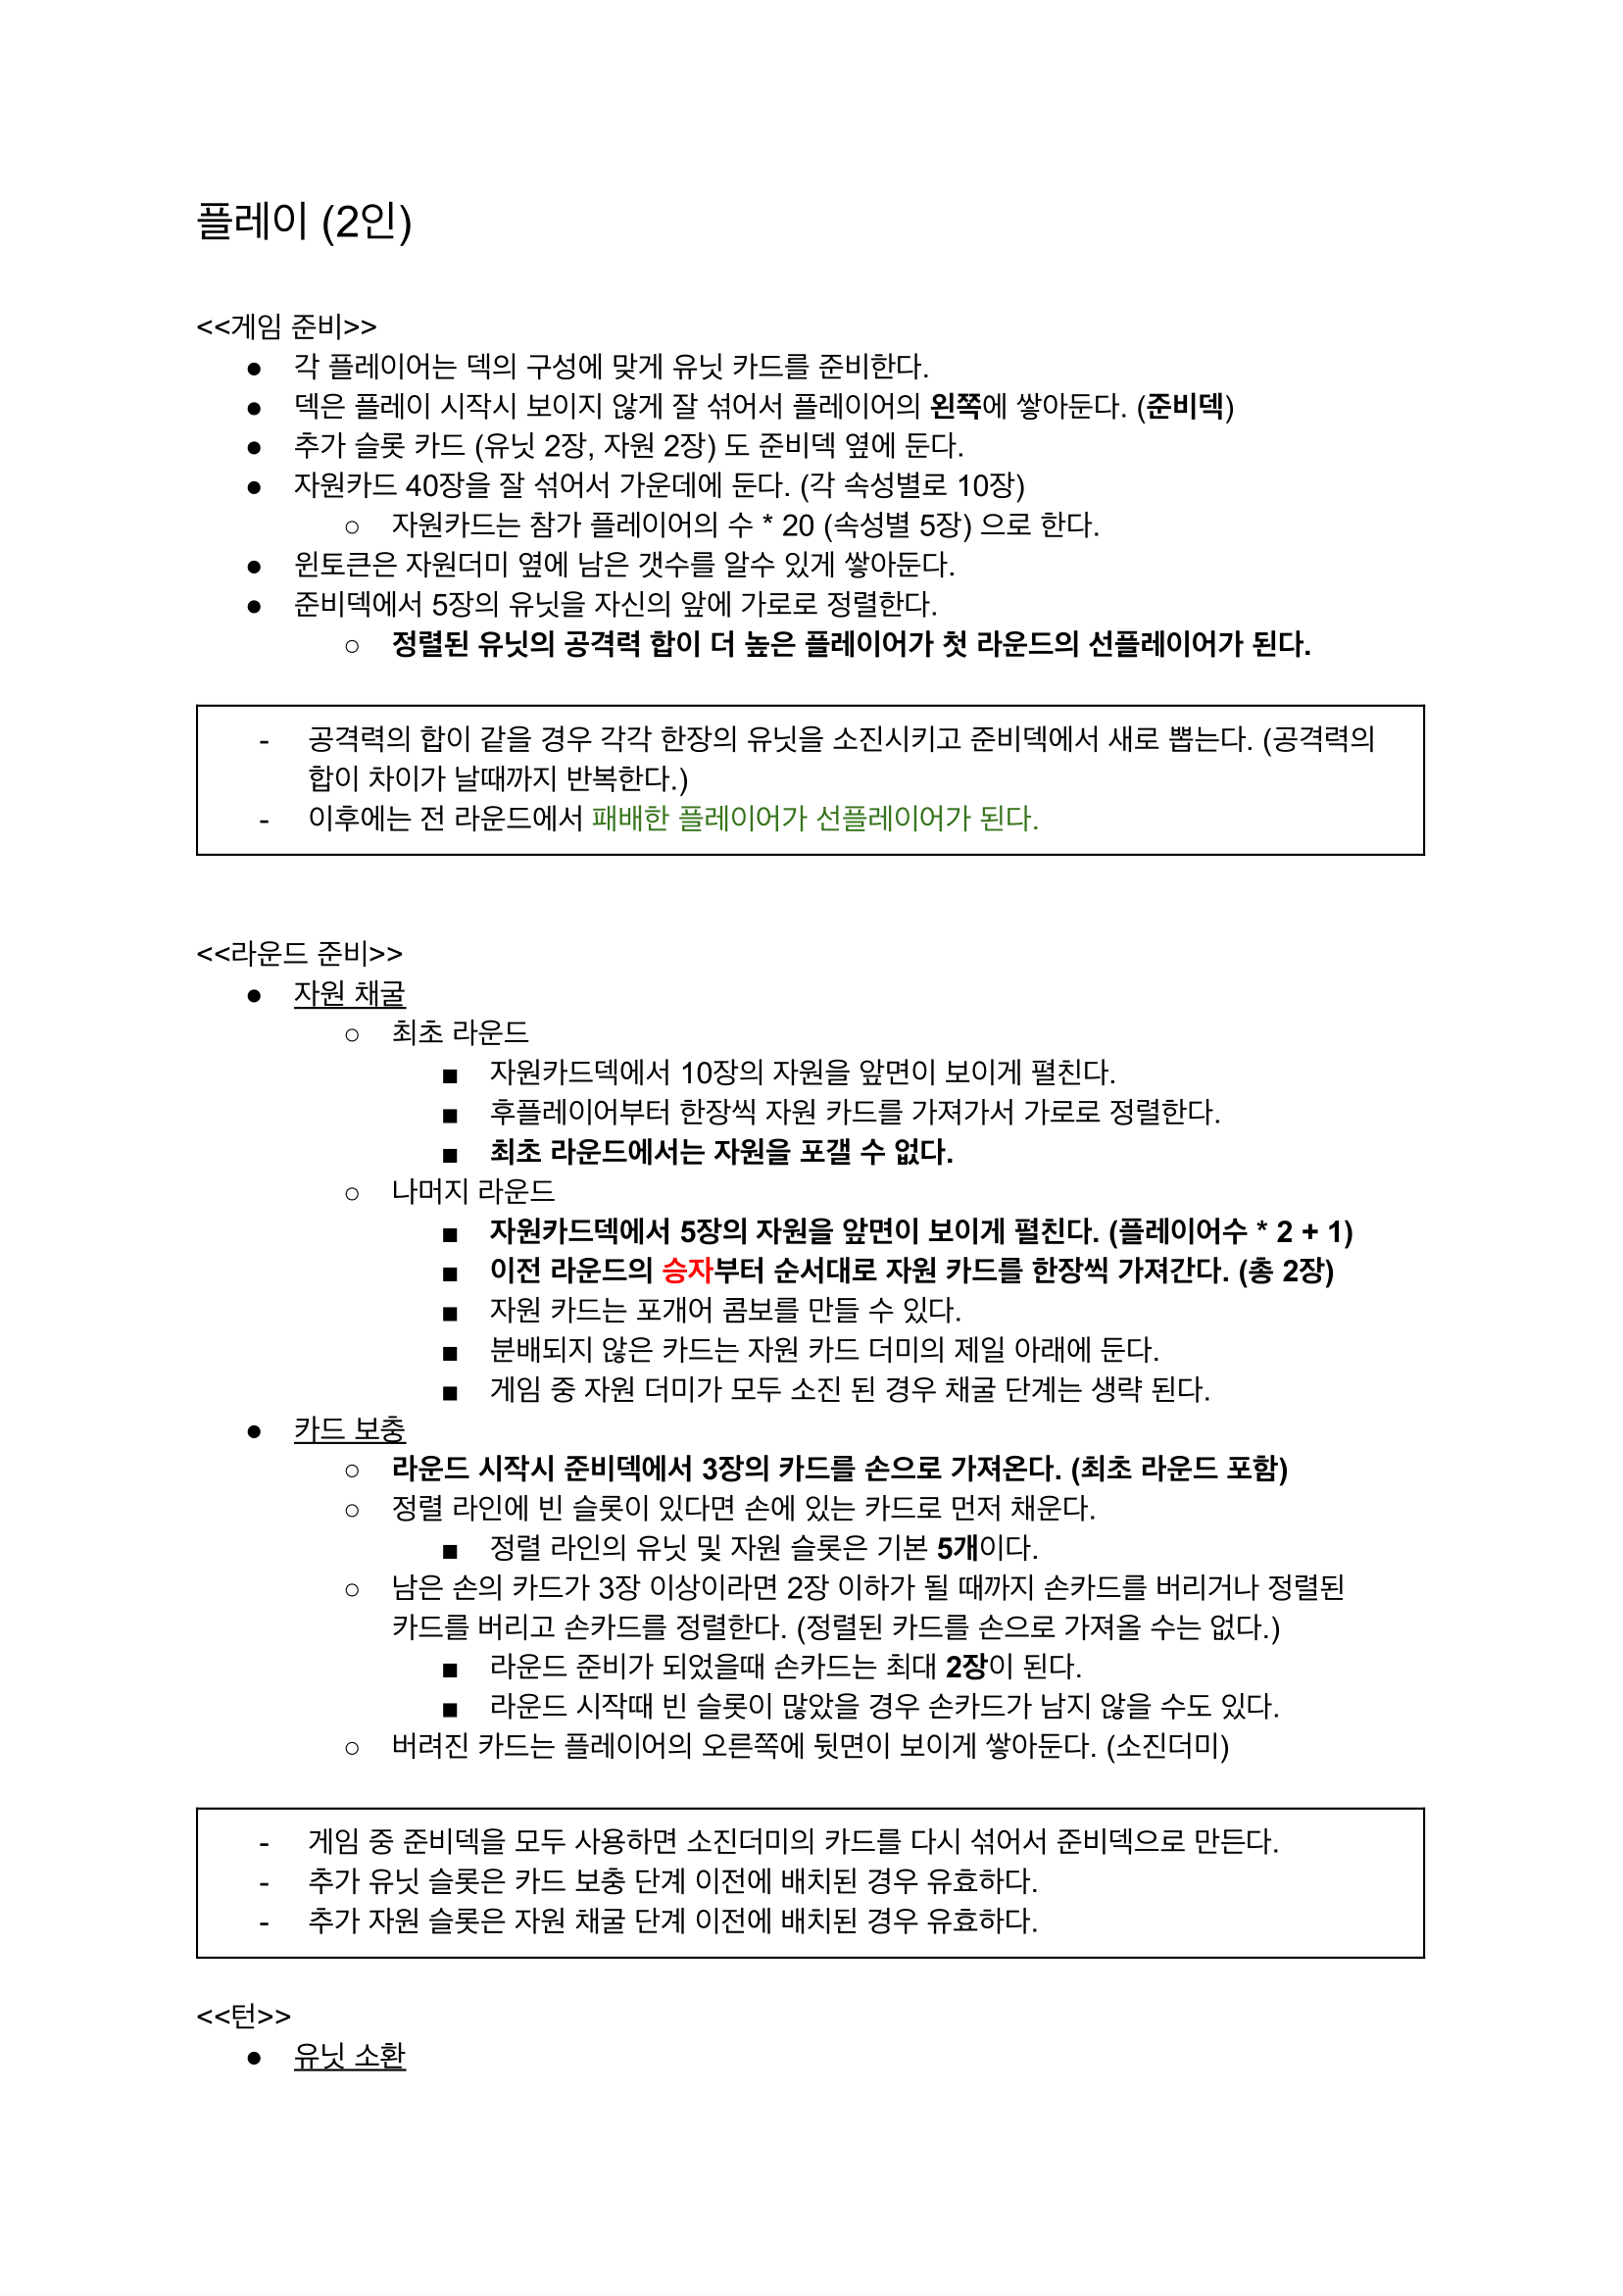 플레이 (2인)
<<게임 준비>>
● 각 플레이어는 덱의 구성에 맞게 유닛 카드를 준비한다.
● 덱은 플레이 시작시 보이지 않게 잘 섞어서 플레이어의 왼쪽에 쌓아둔다. (준비덱)
● 추가 슬롯 카드 (유닛 2장, 자원 2장) 도 준비덱 옆에 둔다.
● 자원카드 40장을 잘 섞어서 가운데에 둔다. (각 속성별로 10장)
○ 자원카드는 참가 플레이어의 수 * 20 (속성별 5장) 으로 한다.
● 윈토큰은 자원더미 옆에 남은 갯수를 알수 있게 쌓아둔다.
● 준비덱에서 5장의 유닛을 자신의 앞에 가로로 정렬한다.
○ 정렬된 유닛의 공격력 합이 더 높은 플레이어가 첫 라운드의 선플레이어가 된다.
- 공격력의 합이 같을 경우 각각 한장의 유닛을 소진시키고 준비덱에서 새로 뽑는다. (공격력의
합이 차이가 날때까지 반복한다.)
- 이후에는 전 라운드에서 패배한 플레이어가 선플레이어가 된다.
<<라운드 준비>>
● 자원 채굴
○ 최초 라운드
■ 자원카드덱에서 10장의 자원을 앞면이 보이게 펼친다.
■ 후플레이어부터 한장씩 자원 카드를 가져가서 가로로 정렬한다.
■ 최초 라운드에서는 자원을 포갤 수 없다.
○ 나머지 라운드
■ 자원카드덱에서 5장의 자원을 앞면이 보이게 펼친다. (플레이어수 * 2 + 1)
■ 이전 라운드의 승자부터 순서대로 자원 카드를 한장씩 가져간다. (총 2장)
■ 자원 카드는 포개어 콤보를 만들 수 있다.
■ 분배되지 않은 카드는 자원 카드 더미의 제일 아래에 둔다.
■ 게임 중 자원 더미가 모두 소진 된 경우 채굴 단계는 생략 된다.
● 카드 보충
○ 라운드 시작시 준비덱에서 3장의 카드를 손으로 가져온다. (최초 라운드 포함)
○ 정렬 라인에 빈 슬롯이 있다면 손에 있는 카드로 먼저 채운다.
■ 정렬 라인의 유닛 및 자원 슬롯은 기본 5개이다.
○ 남은 손의 카드가 3장 이상이라면 2장 이하가 될 때까지 손카드를 버리거나 정렬된
카드를 버리고 손카드를 정렬한다. (정렬된 카드를 손으로 가져올 수는 없다.)
■ 라운드 준비가 되었을때 손카드는 최대 2장이 된다.
■ 라운드 시작때 빈 슬롯이 많았을 경우 손카드가 남지 않을 수도 있다.
○ 버려진 카드는 플레이어의 오른쪽에 뒷면이 보이게 쌓아둔다. (소진더미)
- 게임 중 준비덱을 모두 사용하면 소진더미의 카드를 다시 섞어서 준비덱으로 만든다.
- 추가 유닛 슬롯은 카드 보충 단계 이전에 배치된 경우 유효하다.
- 추가 자원 슬롯은 자원 채굴 단계 이전에 배치된 경우 유효하다.
<<턴>>
● 유닛 소환